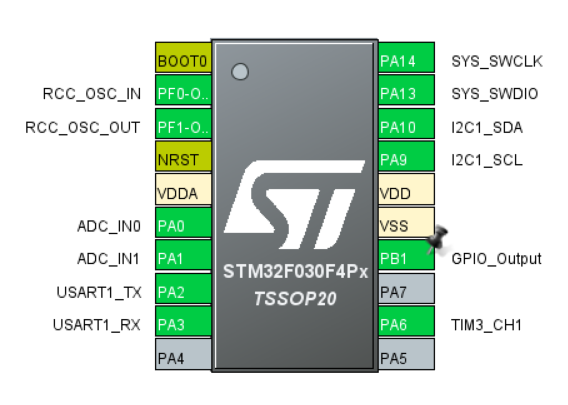 BOOT0
RCC_OSC_IN PF0-O..
RCC_OSC_OUT PF1-O..
NRST
VDDA
ADC_IN0 PA0
ADC_IN1 PA1
USART1_TX PA2
USART1_RX PA3
PA4
ST
STM32F030F4Px
TSSOP20
PA14 SYS_SWCLK
PA13 SYS_SWDIO
PA10 I2C1_SDA
PA9 I2C1_SCL
VDD
VSS
PB1 GPIO_Output
PA7
PA6 TIM3_CH1
PA5